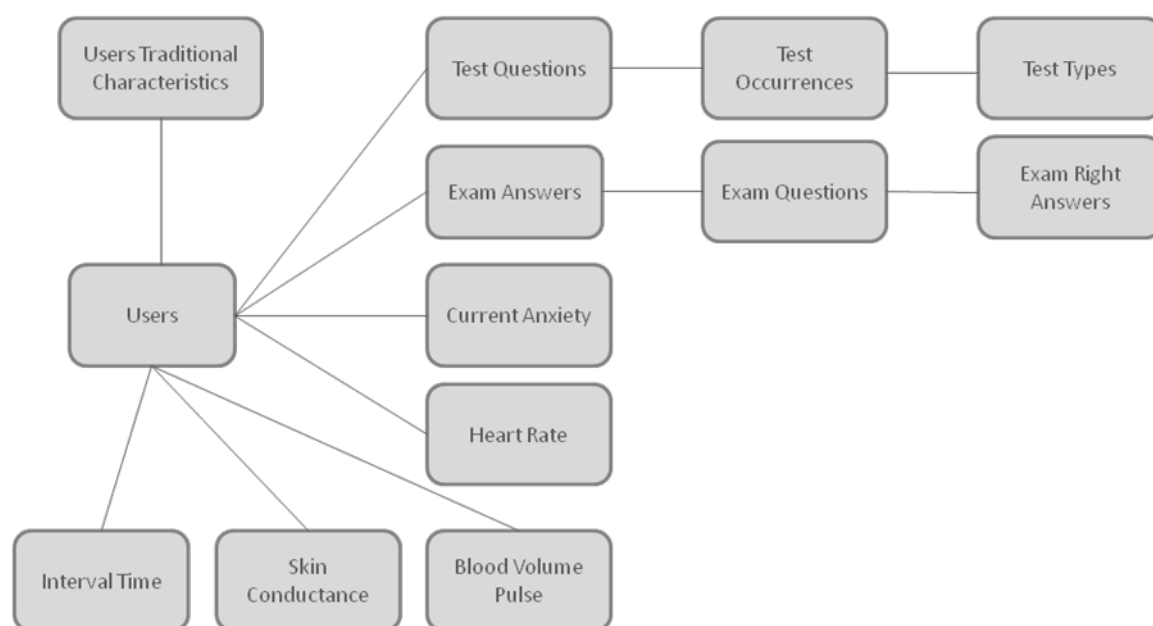 Users Traditional
Characteristics
Test Questions
Test
Occurrences
Test Types
Exam Answers
Exam Questions
Exam Right
Answers
Users
Current Anxiety
Heart Rate
Interval Time
Skin
Conductance
Blood Volume
Pulse